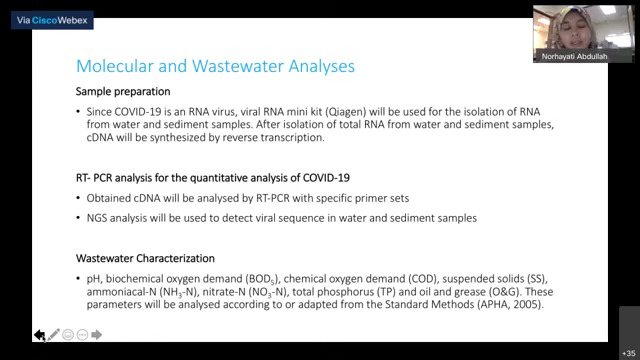 Via Cisco Webex
Norhayati Abdullah
Molecular and Wastewater Analyses
Sample preparation
• Since COVID-19 is an RNA virus, viral RNA mini kit (Qiagen) will be used for the isolation of RNA
from water and sediment samples. After isolation of total RNA from water and sediment samples,
cDNA will be synthesized by reverse transcription.
RT- PCR analysis for the quantitative analysis of COVID-19
• Obtained cDNA will be analysed by RT-PCR with specific primer sets
• NGS analysis will be used to detect viral sequence in water and sediment samples
Wastewater Characterization
• pH, biochemical oxygen demand (BOD₅), chemical oxygen demand (COD), suspended solids (SS),
ammoniacal-N (NH₃-N), nitrate-N (NO₃-N), total phosphorus (TP) and oil and grease (O&G). These
parameters will be analysed according to or adapted from the Standard Methods (APHA, 2005).
+35